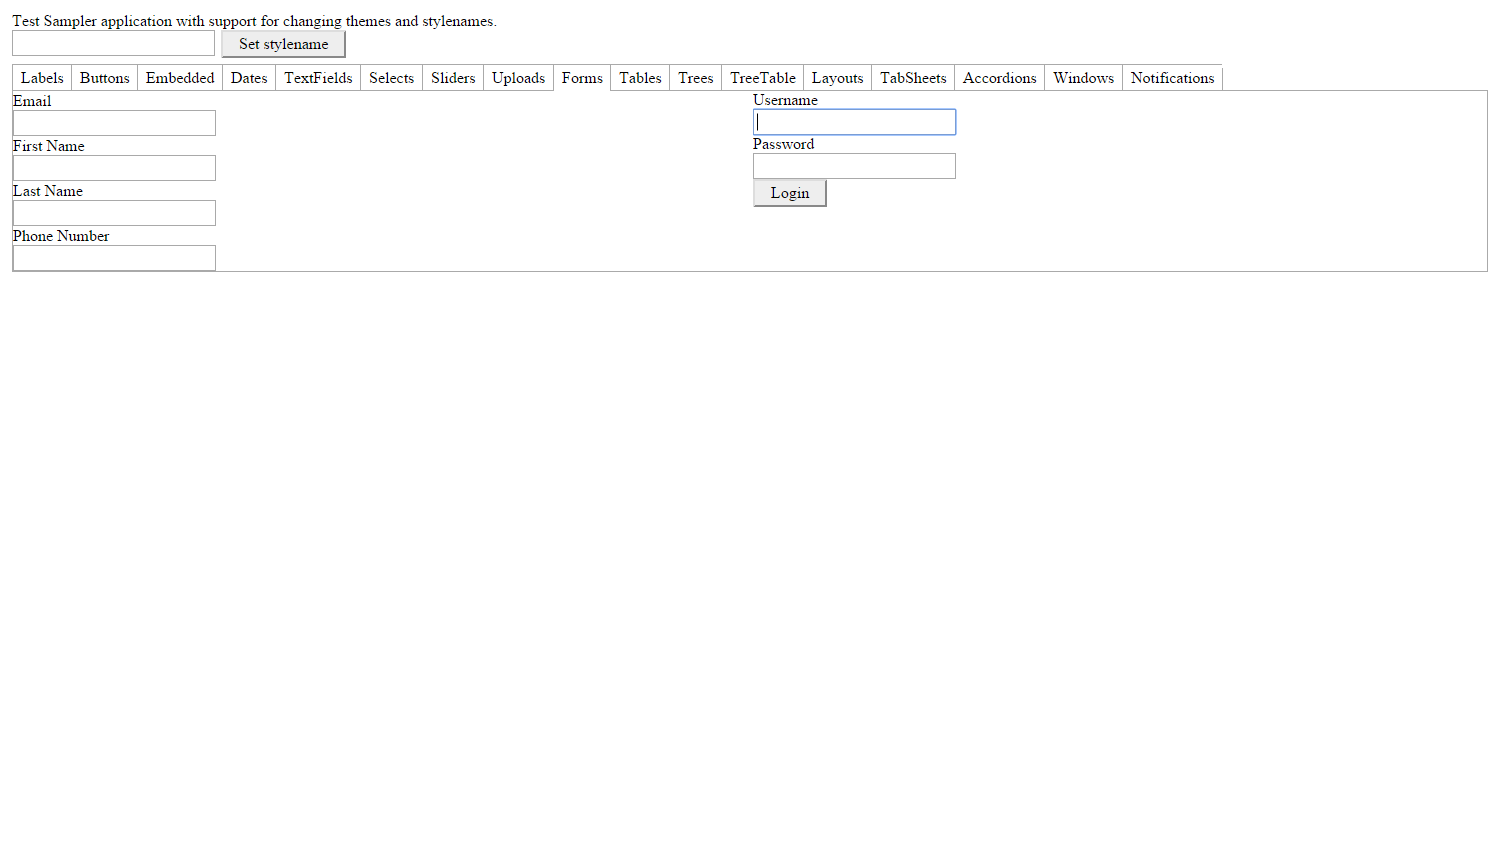 Test Sampler application with support for changing themes and stylenames.
Set stylename
Labels Buttons Embedded Dates TextFields Selects Sliders Uploads Forms Tables Trees TreeTable Layouts TabSheets Accordions Windows Notifications
Email
First Name
Last Name
Phone Number
Username
Password
Login